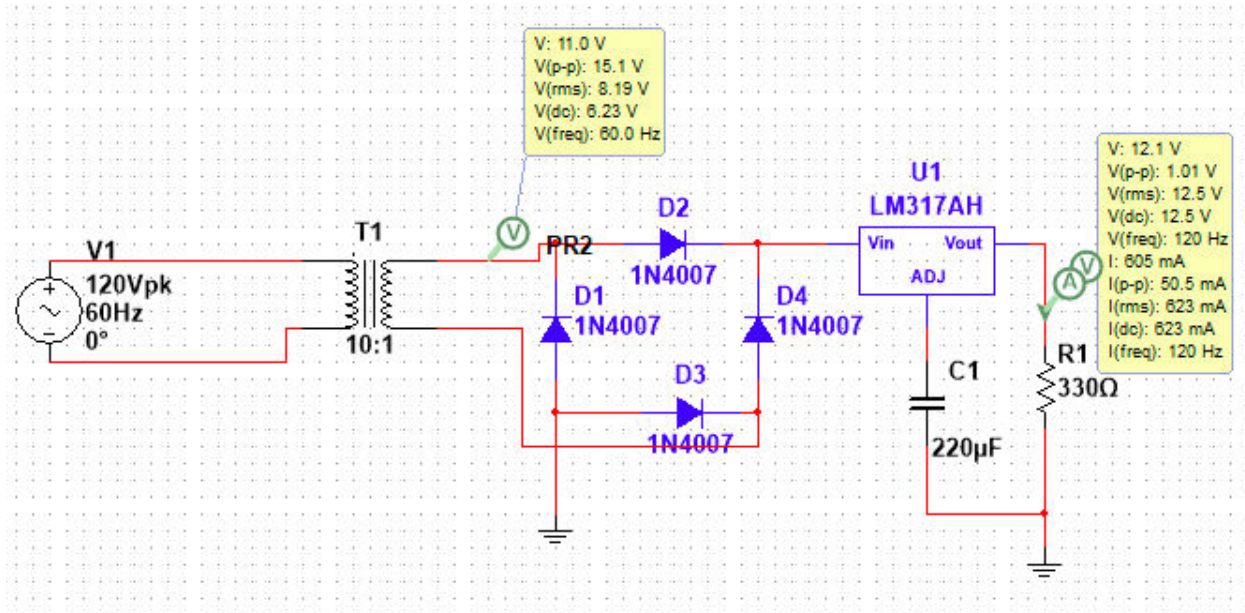 V: 11.0 V
V(p-p): 15.1 V
V(rms): 8.19 V
V(dc): 6.23 V
V(freq): 60.0 Hz
V: 12.1 V
V(p-p): 1.01 V
V(rms): 12.5 V
V(dc): 12.5 V
V(freq): 120 Hz
I: 605 mA
I(p-p): 50.5 mA
I(rms): 623 mA
I(dc): 623 mA
I(freq): 120 Hz
U1
LM317AH
Vin
Vout
ADJ
V1
120Vpk
60Hz
0°
T1
10:1
V
PR2
D2
1N4007
D1
1N4007
D4
1N4007
D3
1N4007
A
V
C1
220µF
R1
330Ω